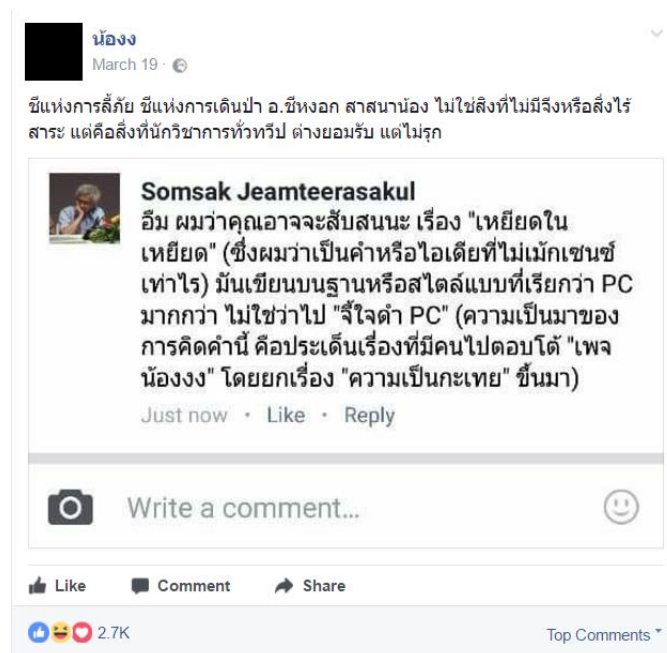 น้องง
March 19 ·
ชีแห่งการลี้ภัย ชีแห่งการเดินป่า อ.ชีหงอก สาสนาน้อง ไม่ใช่สิ่งที่ไม่มีจึงหรือสิ่งไร้
สาระ แต่คือสิ่งที่นักวิชาการทั่วทวีป ต่างยอมรับ แต่ไม่รุก
Somsak Jeamteerasakul
อืม ผมว่าคุณอาจจะสับสนนะ เรื่อง "เหยียดใน
เหยียด" (ซึ่งผมว่าเป็นคำหรือไอเดียที่ไม่เม้กเซนซ์
เท่าไร) มันเขียนบนฐานหรือสไตล์แบบที่เรียกว่า PC
มากกว่า ไม่ใช่ว่าไป "จี้ใจดำ PC" (ความเป็นมาของ
การคิดคำนี้ คือประเด็นเรื่องที่มีคนไปตอบโต้ "เพจ
น้องงง" โดยยกเรื่อง "ความเป็นกะเทย" ขึ้นมา)
Just now · Like · Reply
Write a comment...
Like Comment Share
2.7K Top Comments